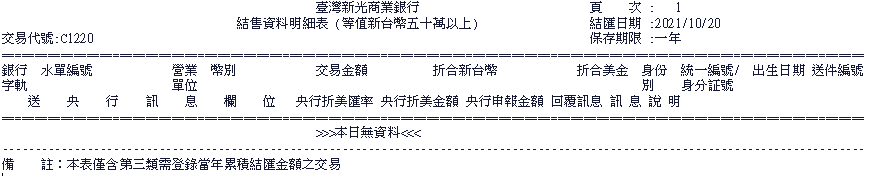 臺灣新光商業銀行 頁 次 : 1
結售資料明細表 (等值新台幣五十萬以上) 結匯日期 :2021/10/20
交易代號:C1220 保存期限 :一年
銀行 水單編號 營業 幣別 交易金額 折合新台幣 折合美金 身份 統一編號/ 出生日期 送件編號
字軌 單位 別 身分証號
送 央 行 訊 息 欄 位 央行折美匯率 央行折美金額 央行申報金額 回覆訊息 訊 息 說 明
>>>本日無資料<<<
備 註：本表僅含第三類需登錄當年累積結匯金額之交易